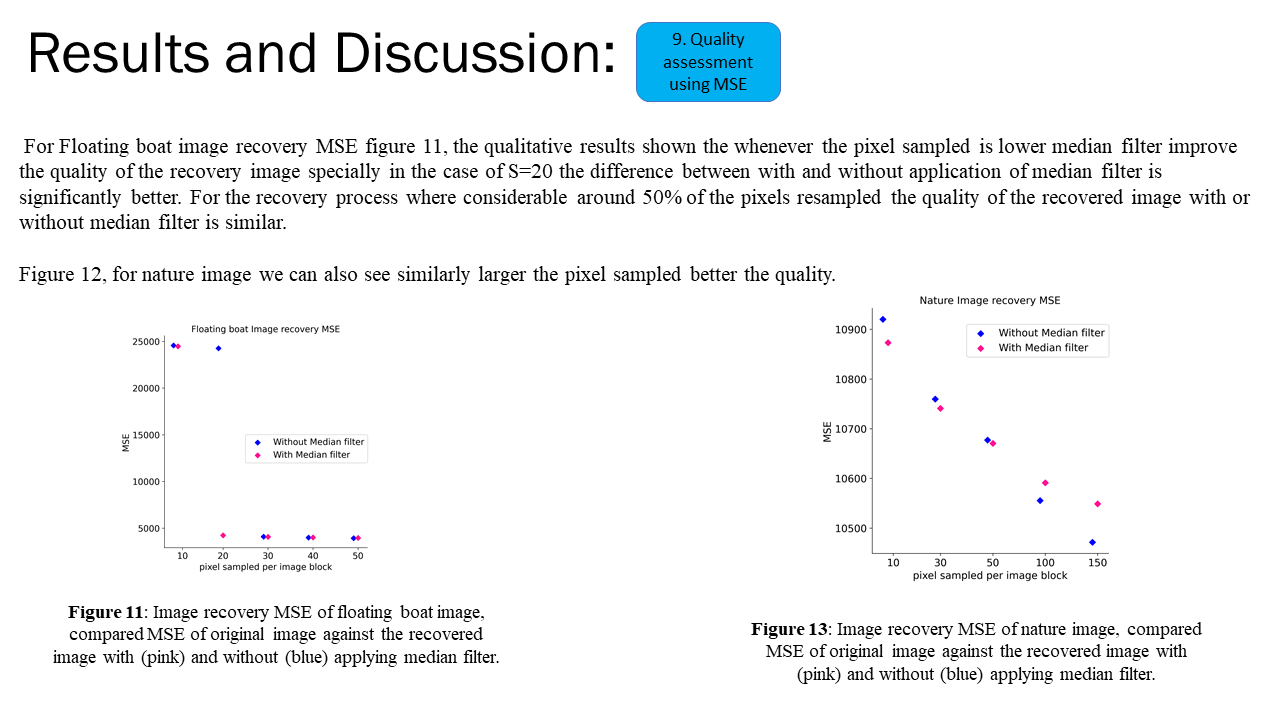 Results and Discussion:
9. Quality
assessment
using MSE
For Floating boat image recovery MSE figure 11, the qualitative results shown the whenever the pixel sampled is lower median filter improve
the quality of the recovery image specially in the case of S=20 the difference between with and without application of median filter is
significantly better. For the recovery process where considerable around 50% of the pixels resampled the quality of the recovered image with or
without median filter is similar.
Figure 12, for nature image we can also see similarly larger the pixel sampled better the quality.
Floating boat Image recovery MSE
25000
20000
15000
10000
5000
MSE
Without Median filter
With Median filter
10 20 30 40 50
pixel sampled per image block
Figure 11: Image recovery MSE of floating boat image,
compared MSE of original image against the recovered
image with (pink) and without (blue) applying median filter.
Nature Image recovery MSE
10900
10800
10700
10600
10500
MSE
Without Median filter
With Median filter
10 30 50 100 150
pixel sampled per image block
Figure 13: Image recovery MSE of nature image, compared
MSE of original image against the recovered image with
(pink) and without (blue) applying median filter.